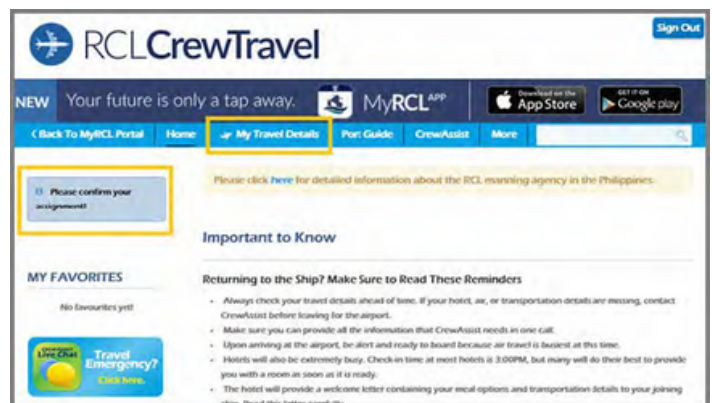 RCLCrewTravel
Sign Out
NEW Your future is only a tap away. MyRCL APP Download on the App Store GET IT ON Google play
< Back To MyRCL Portal Home My Travel Details Port Guide CrewAssist More
Please confirm your
assignment!
Please click here for detailed information about the RCL manning agency in the Philippines.
Important to Know
MY FAVORITES
No favourites yet!
Live Chat Travel
Emergency?
Click here.
Returning to the Ship? Make Sure to Read These Reminders
• Always check your travel details ahead of time. If your hotel, air, or transportation details are missing, contact
CrewAssist before leaving for the airport.
• Make sure you can provide all the information that CrewAssist needs in one call.
• Upon arriving at the airport, be alert and ready to board because air travel is busiest at this time.
• Hotels will also be extremely busy. Check-in time at most hotels is 3:00PM, but many will do their best to provide
you with a room as soon as it is ready.
• The hotel will provide a welcome letter containing your meal options and transportation details to your joining
ship. Read this letter carefully.